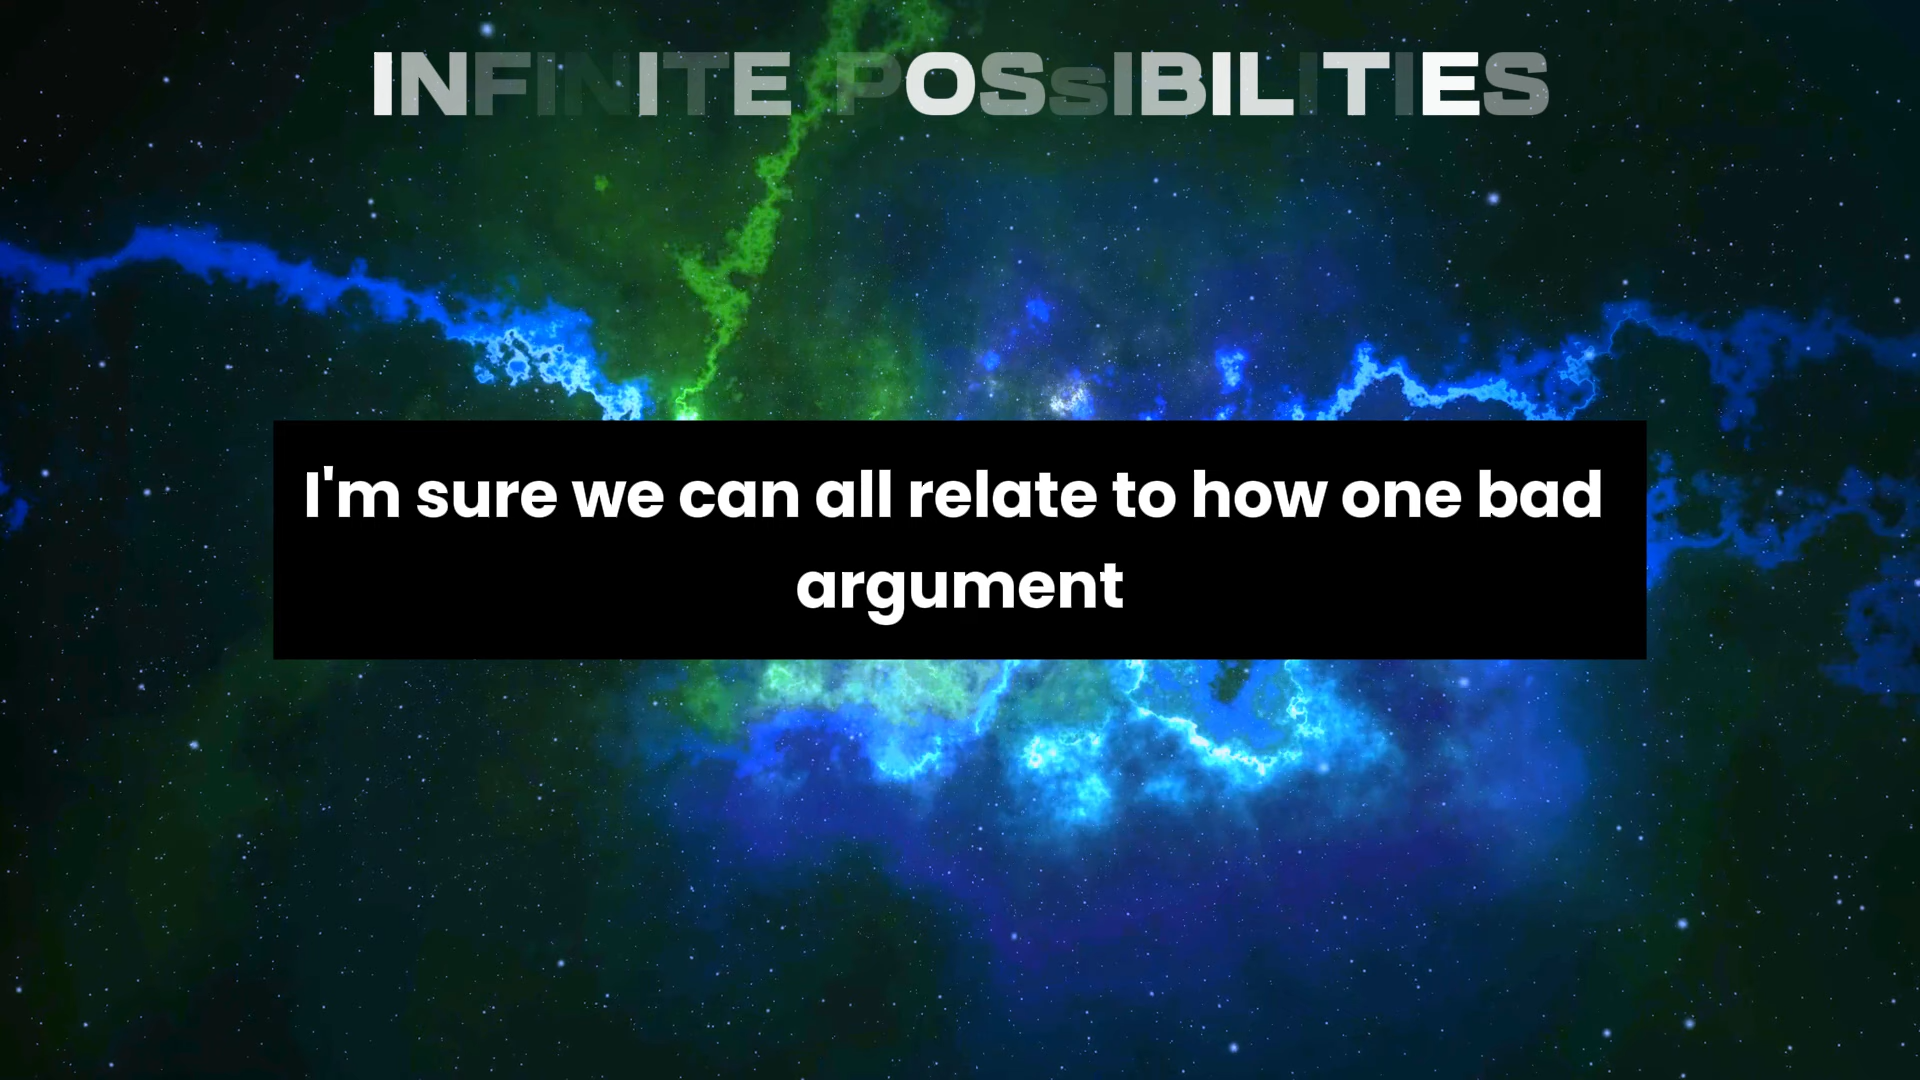 INFINITE POSsIBILITIES
I'm sure we can all relate to how one bad
argument